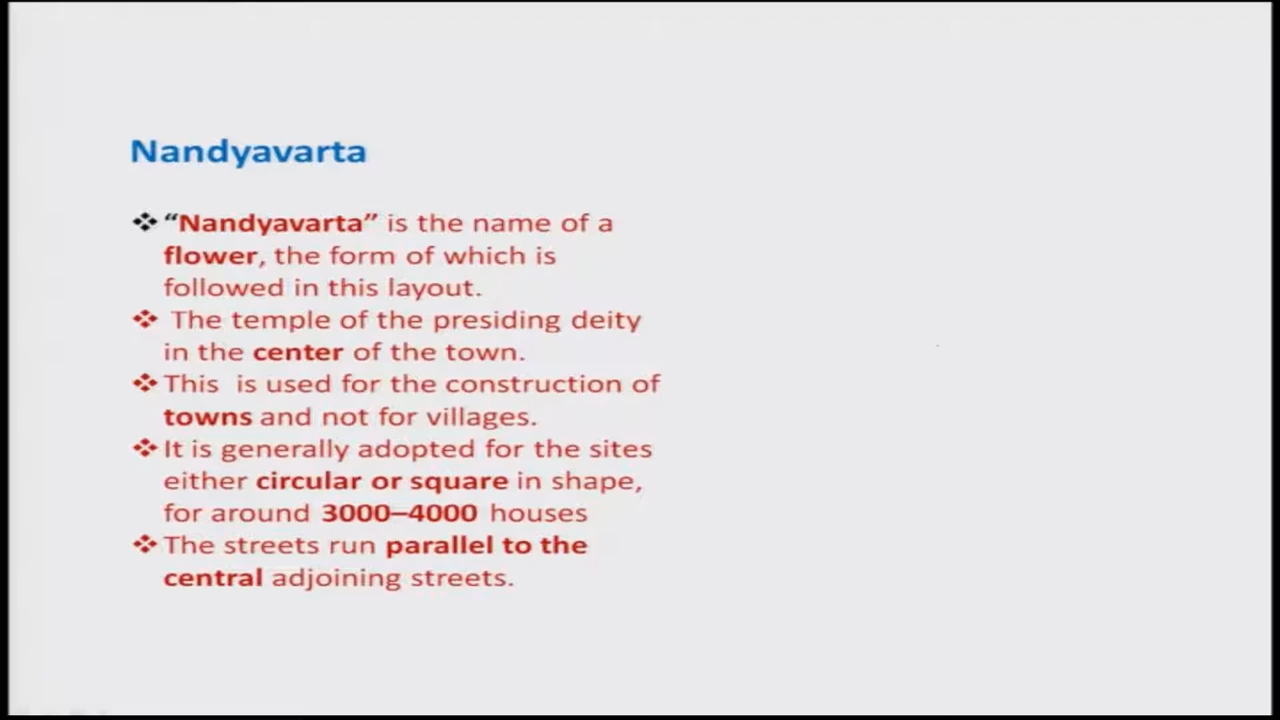 Nandyavarta
❖ “Nandyavarta” is the name of a
flower, the form of which is
followed in this layout.
❖ The temple of the presiding deity
in the center of the town.
❖ This is used for the construction of
towns and not for villages.
❖ It is generally adopted for the sites
either circular or square in shape,
for around 3000–4000 houses
❖ The streets run parallel to the
central adjoining streets.